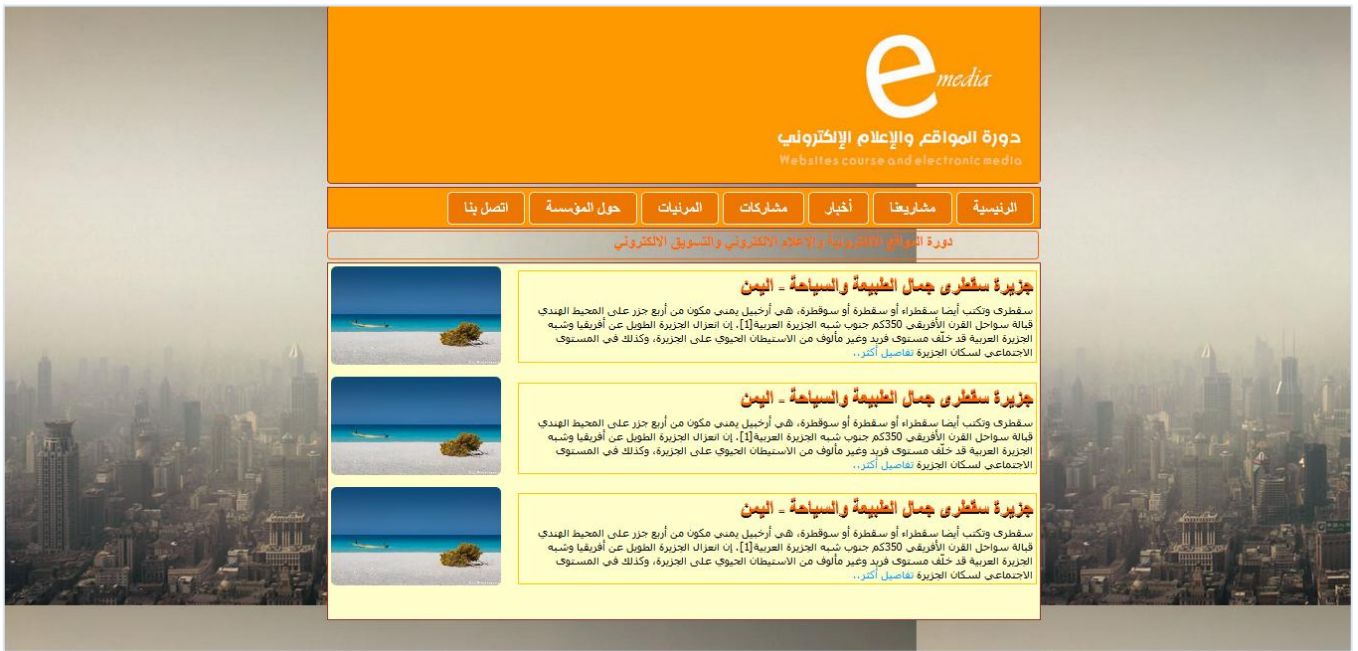 e media
دورة المواقع والإعلام الإلكتروني
Websites course and electronic media
الرئيسية مشاريعنا أخبار مشاركات المرئيات حول المؤسسة اتصل بنا
دورة المواقع الالكترونية والإعلام الالكتروني والتسويق الالكتروني
جزيرة سقطرى جمال الطبيعة والسياحة - اليمن
سقطرى وتكتب أيضا سقطراء أو سقطرة أو سوقطرة، هي أرخبيل يمني مكون من أربع جزر على المحيط الهندي
قبالة سواحل القرن الأفريقي 350كم جنوب شبه الجزيرة العربية[1]. إن انعزال الجزيرة الطويل عن أفريقيا وشبه
الجزيرة العربية قد خلّف مستوى فريد وغير مألوف من الاستيطان الحيوي على الجزيرة، وكذلك في المستوى
الاجتماعي لسكان الجزيرة تفاصيل أكثر..
جزيرة سقطرى جمال الطبيعة والسياحة - اليمن
سقطرى وتكتب أيضا سقطراء أو سقطرة أو سوقطرة، هي أرخبيل يمني مكون من أربع جزر على المحيط الهندي
قبالة سواحل القرن الأفريقي 350كم جنوب شبه الجزيرة العربية[1]. إن انعزال الجزيرة الطويل عن أفريقيا وشبه
الجزيرة العربية قد خلّف مستوى فريد وغير مألوف من الاستيطان الحيوي على الجزيرة، وكذلك في المستوى
الاجتماعي لسكان الجزيرة تفاصيل أكثر..
جزيرة سقطرى جمال الطبيعة والسياحة - اليمن
سقطرى وتكتب أيضا سقطراء أو سقطرة أو سوقطرة، هي أرخبيل يمني مكون من أربع جزر على المحيط الهندي
قبالة سواحل القرن الأفريقي 350كم جنوب شبه الجزيرة العربية[1]. إن انعزال الجزيرة الطويل عن أفريقيا وشبه
الجزيرة العربية قد خلّف مستوى فريد وغير مألوف من الاستيطان الحيوي على الجزيرة، وكذلك في المستوى
الاجتماعي لسكان الجزيرة تفاصيل أكثر..